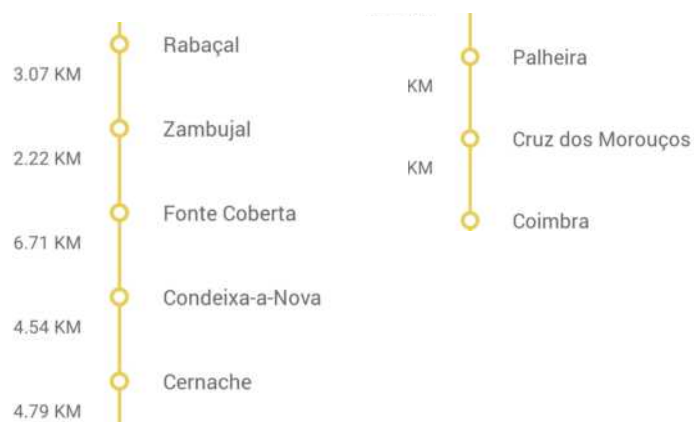 Rabaçal
3.07 KM
Zambujal
2.22 KM
Fonte Coberta
6.71 KM
Condeixa-a-Nova
4.54 KM
Cernache
4.79 KM
Palheira
KM
Cruz dos Morouços
KM
Coimbra